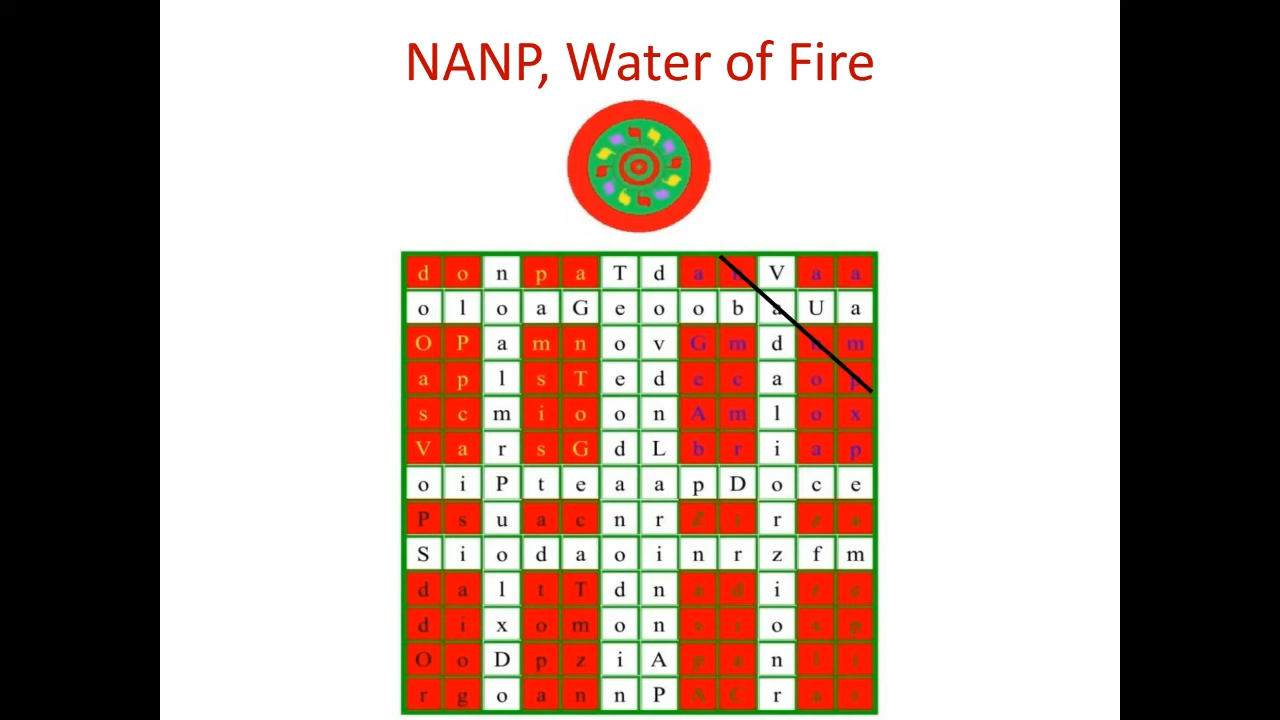 NANP, Water of Fire
d o n p a T d a V a a
o l o a G e o o b a U a
O P a m n o v G m d n m
a p l s T e d e c a o p
s c m i o o n A m l o x
V a r s G d L b r i a p
o i P t e a a p D o c e
P s u a c n r Z i r
S i o d a o i n r z f m
d a l t T d n a d i
d i x o m o n i o
O o D p z i A p n
r g o a n n P r